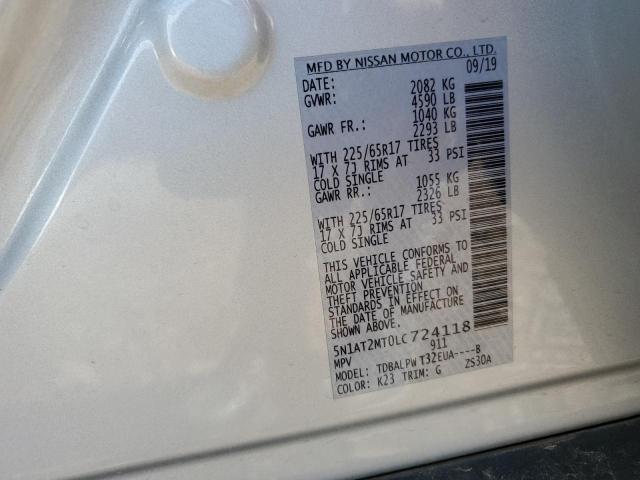 MFD BY NISSAN MOTOR CO., LTD.
DATE: 09/19
GVWR: 2082 KG
4590 LB
GAWR FR.: 1040 KG
2293 LB
WITH 225/65R17 TIRES
17 X 7J RIMS AT 33 PSI
COLD SINGLE
GAWR RR.: 1055 KG
2326 LB
WITH 225/65R17 TIRES
17 X 7J RIMS AT 33 PSI
COLD SINGLE
THIS VEHICLE CONFORMS TO
ALL APPLICABLE FEDERAL
MOTOR VEHICLE SAFETY AND
THEFT PREVENTION
STANDARDS IN EFFECT ON
THE DATE OF MANUFACTURE
SHOWN ABOVE.
5N1AT2MT0LC724118
MPV 911
MODEL: TDBALPW T32EUA----B
COLOR: K23 TRIM: G ZS30A